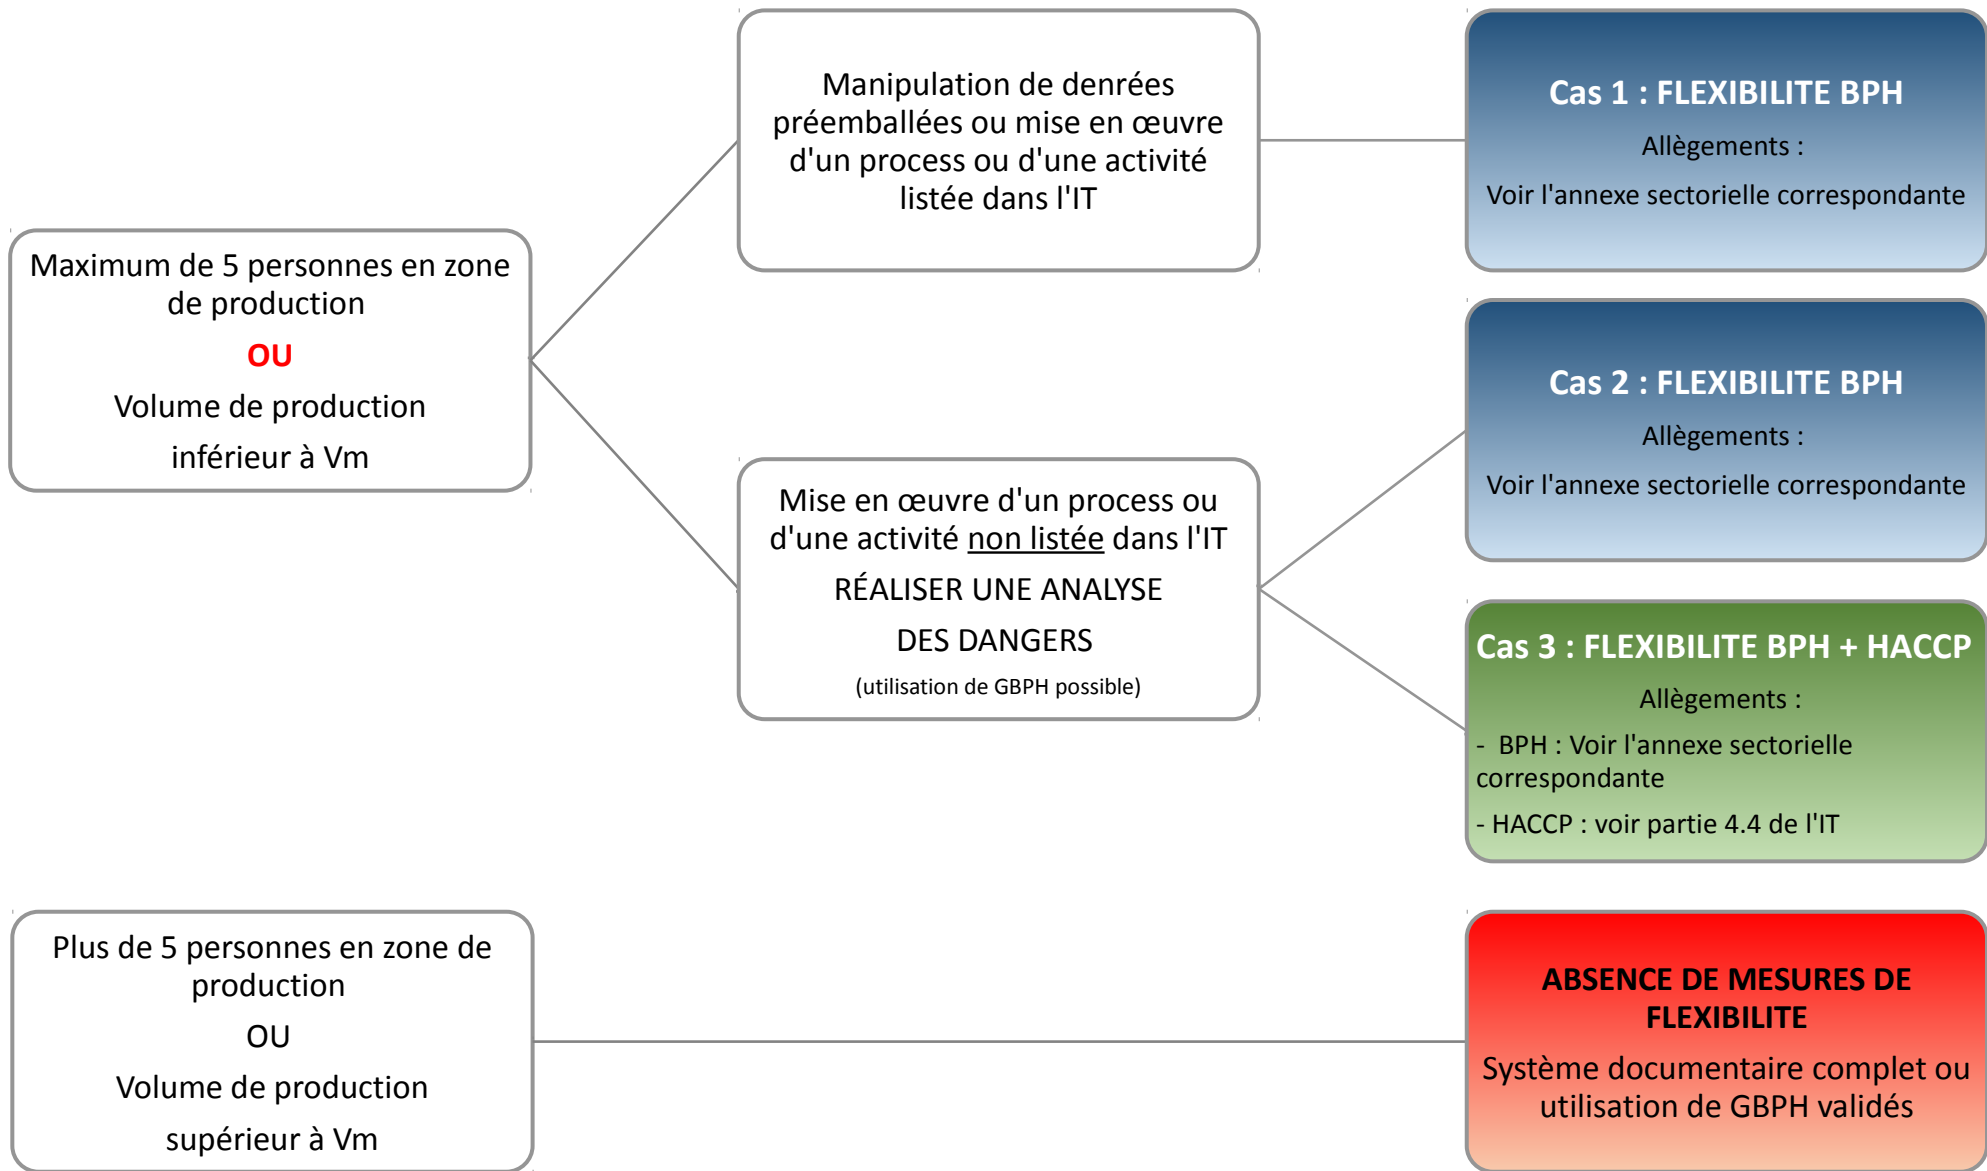 Maximum de 5 personnes en zone
de production
OU
Volume de production
inférieur à Vm
Manipulation de denrées
préemballées ou mise en œuvre
d'un process ou d'une activité
listée dans l'IT
Cas 1 : FLEXIBILITE BPH
Allègements :
Voir l'annexe sectorielle correspondante
Mise en œuvre d'un process ou
d'une activité non listée dans l'IT
RÉALISER UNE ANALYSE
DES DANGERS
(utilisation de GBPH possible)
Cas 2 : FLEXIBILITE BPH
Allègements :
Voir l'annexe sectorielle correspondante
Cas 3 : FLEXIBILITE BPH + HACCP
Allègements :
- BPH : Voir l'annexe sectorielle
correspondante
- HACCP : voir partie 4.4 de l'IT
Plus de 5 personnes en zone de
production
OU
Volume de production
supérieur à Vm
ABSENCE DE MESURES DE
FLEXIBILITE
Système documentaire complet ou
utilisation de GBPH validés